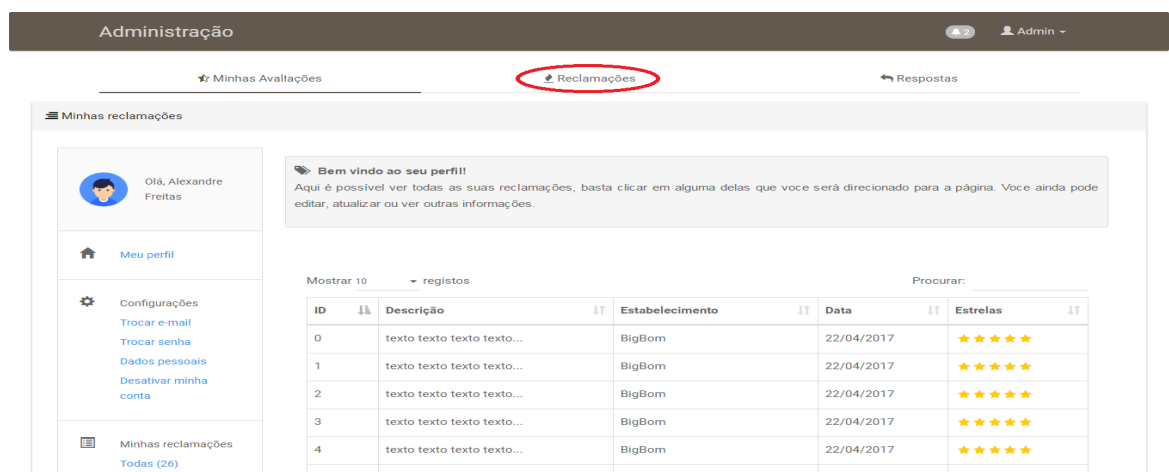 Administração
2
Admin
Minhas Avaliações
Reclamações
Respostas
Minhas reclamações
Olá, Alexandre
Freitas
Meu perfil
Configurações
Trocar e-mail
Trocar senha
Dados pessoais
Desativar minha
conta
Minhas reclamações
Todas (26)
Bem vindo ao seu perfil!
Aqui é possível ver todas as suas reclamações, basta clicar em alguma delas que voce será direcionado para a página. Voce ainda pode
editar, atualizar ou ver outras informações.
Mostrar 10 registos
Procurar:
ID Descrição Estabelecimento Data Estrelas
0 texto texto texto texto... BigBom 22/04/2017
1 texto texto texto texto... BigBom 22/04/2017
2 texto texto texto texto... BigBom 22/04/2017
3 texto texto texto texto... BigBom 22/04/2017
4 texto texto texto texto... BigBom 22/04/2017